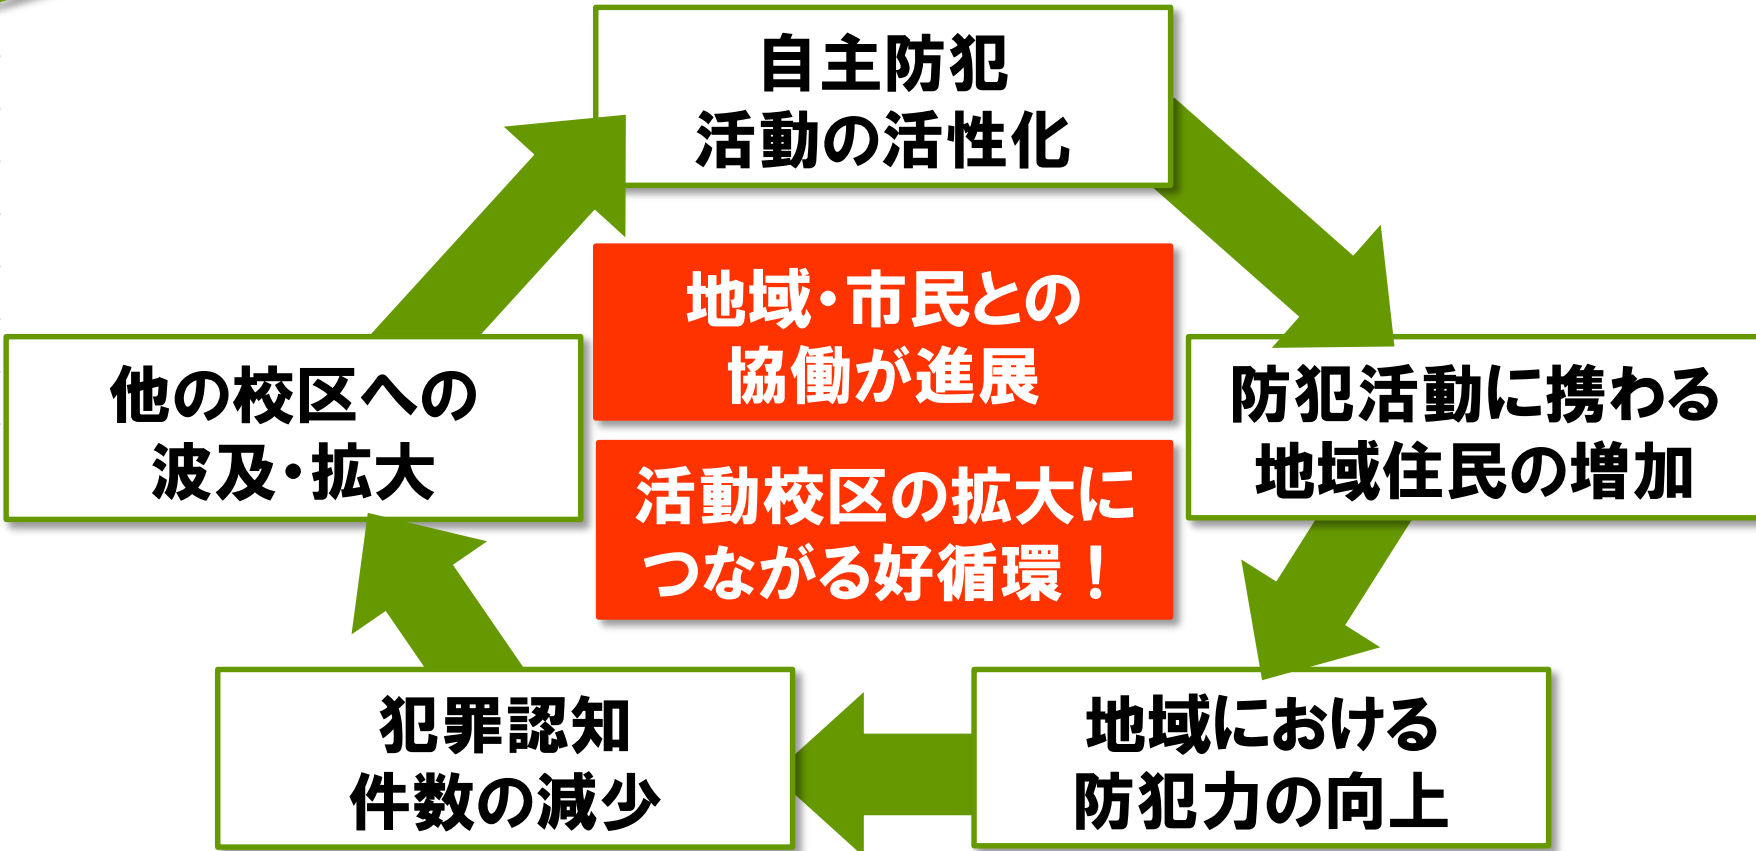 自主防犯
活動の活性化
地域・市民との
協働が進展
他の校区への
波及・拡大
防犯活動に携わる
地域住民の増加
活動校区の拡大に
つながる好循環！
犯罪認知
件数の減少
地域における
防犯力の向上